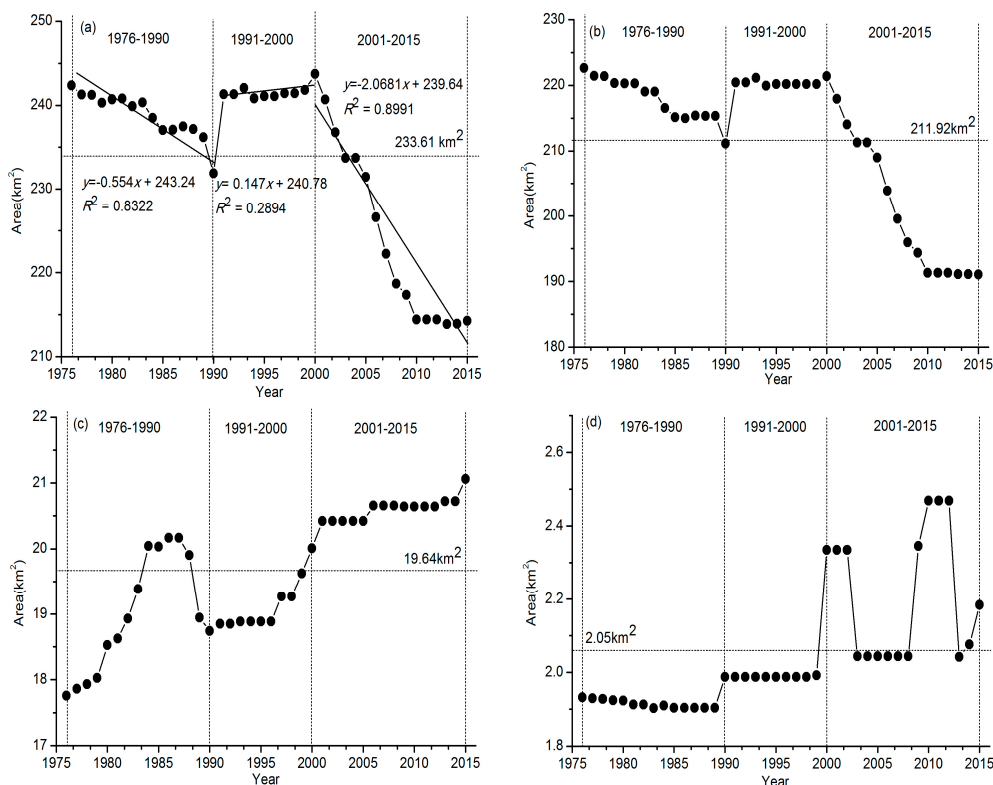 (a)
1976-1990
1991-2000
2001-2015
y=-2.0681x + 239.64
R² = 0.8991
233.61 km²
y=-0.554x + 243.24
R² = 0.8322
y= 0.147x + 240.78
R² = 0.2894
250
240
230
220
210
Area(km²)
1975 1980 1985 1990 1995 2000 2005 2010 2015
Year
(b)
1976-1990
1991-2000
2001-2015
211.92km²
230
220
210
200
190
180
Area(km²)
1975 1980 1985 1990 1995 2000 2005 2010 2015
Year
(c)
1976-1990
1991-2000
2001-2015
19.64km²
22
21
20
19
18
17
Area(km²)
1975 1980 1985 1990 1995 2000 2005 2010 2015
Year
(d)
1976-1990
1991-2000
2001-2015
2.05km²
2.6
2.4
2.2
2.0
1.8
Area(km²)
1975 1980 1985 1990 1995 2000 2005 2010 2015
Year